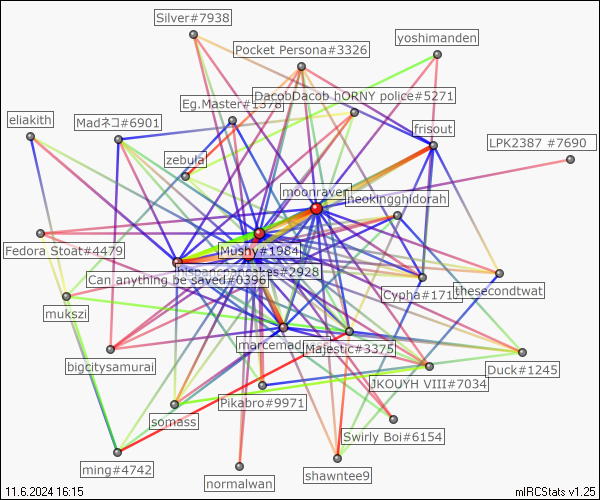 Silver#7938
yoshimanden
Pocket Persona#3326
DacobDacob hORNY police#5271
Eg.Master#1378
eliakith
Madネコ#6901
frisout
LPK2387 #7690
zebula
moonraven
neokingghidorah
Fedora Stoat#4479
Mushy#1984
hispanicpancakes#2928
Can anything be saved#0396
thesecondtwat
mukszi
marcemad
Majestic#3375
bigcitysamurai
Duck#1245
JKOUYH VIII#7034
Pikabro#9971
somass
Swirly Boi#6154
ming#4742
shawntee9
normalwan
11.6.2024 16:15
mIRCStats v1.25